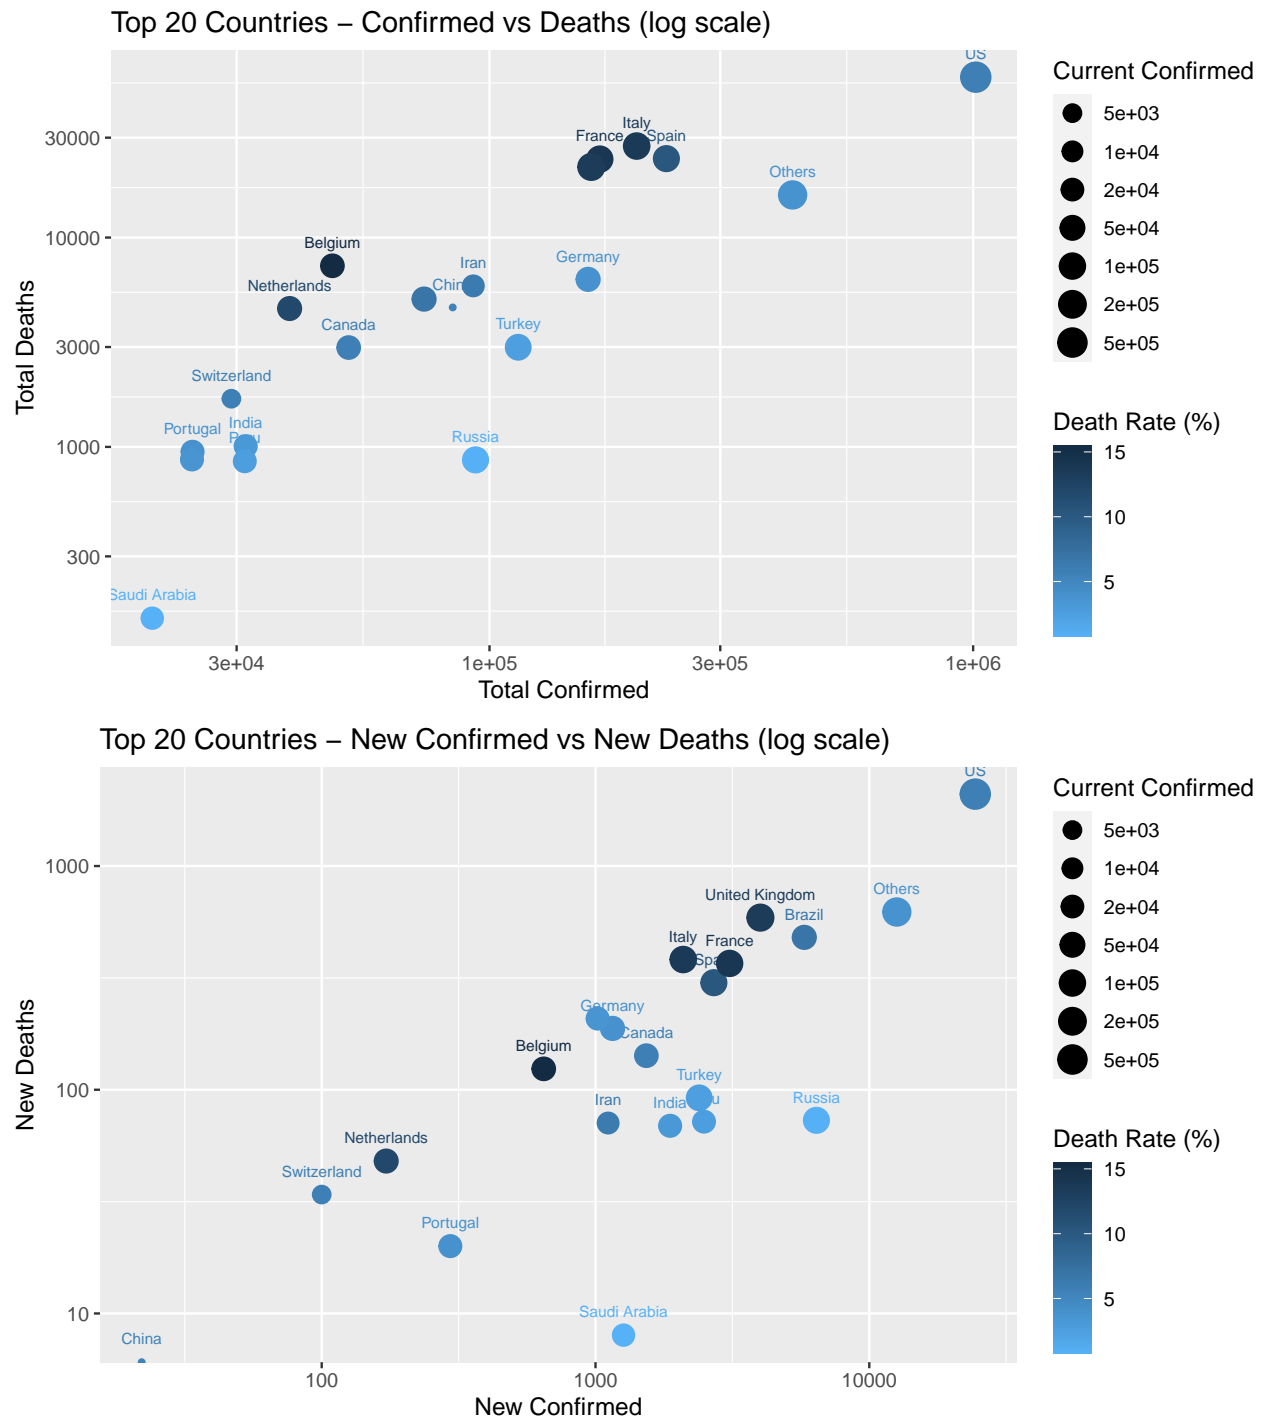 Top 20 Countries – Confirmed vs Deaths (log scale)
US
Italy
France
Spain
Others
Belgium
Iran
Germany
Netherlands
Chin
Canada
Turkey
Switzerland
India
Portugal
Peru
Russia
Saudi Arabia
30000
10000
3000
1000
300
Total Deaths
3e+04
1e+05
3e+05
1e+06
Total Confirmed
Current Confirmed
5e+03
1e+04
2e+04
5e+04
1e+05
2e+05
5e+05
Death Rate (%)
15
10
5
Top 20 Countries – New Confirmed vs New Deaths (log scale)
US
Others
United Kingdom
Brazil
Italy
France
Spa
Germany
Canada
Belgium
Turkey
Iran
India
u
Russia
Netherlands
Switzerland
Portugal
Saudi Arabia
China
1000
100
10
New Deaths
100
1000
10000
New Confirmed
Current Confirmed
5e+03
1e+04
2e+04
5e+04
1e+05
2e+05
5e+05
Death Rate (%)
15
10
5